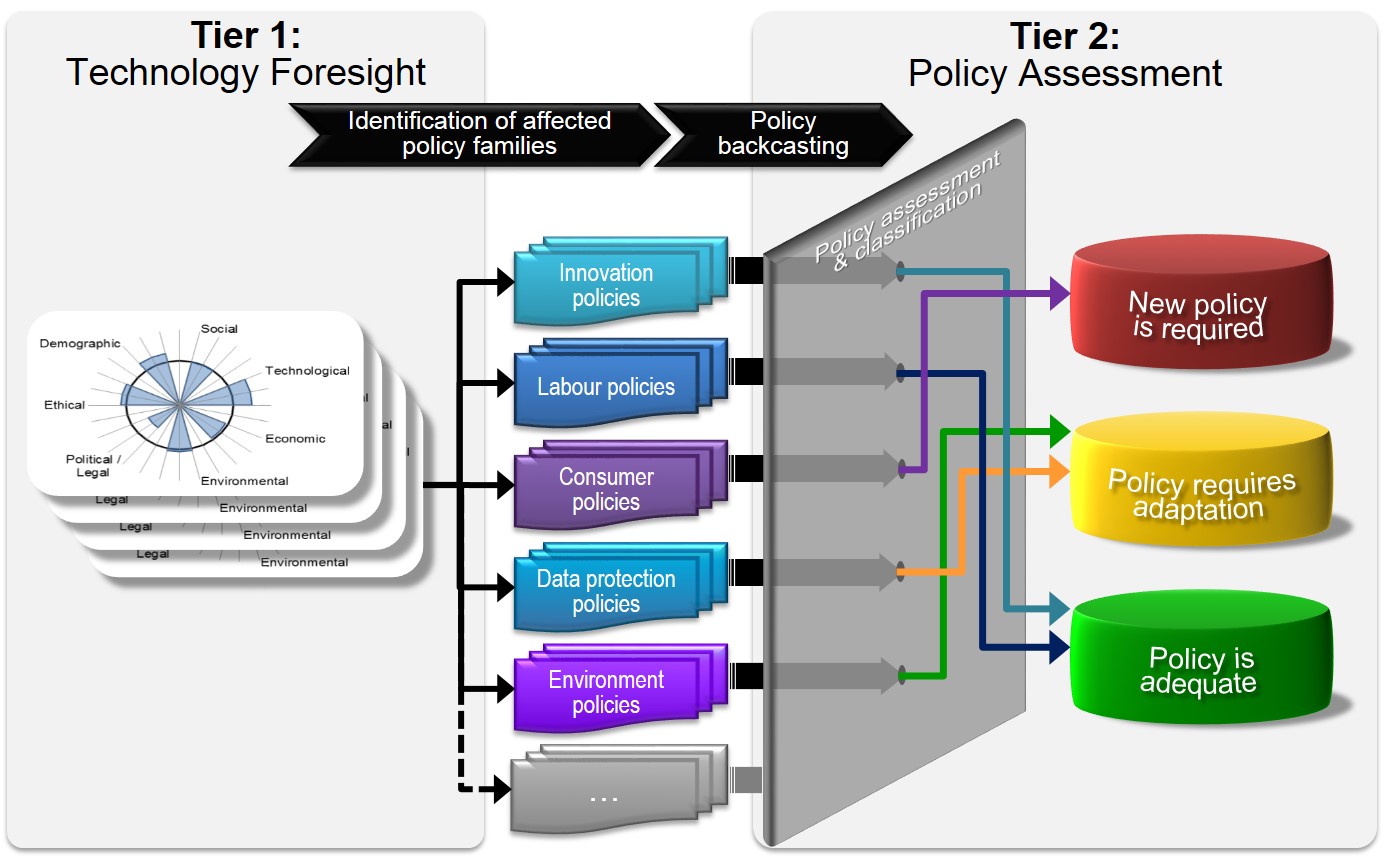 Tier 1:
Technology Foresight
Tier 2:
Policy Assessment
Identification of affected
policy families
Policy
backcasting
Policy assessment
& classification
Social
Demographic
Technological
Ethical
Economic
Political /
Legal
Environmental
al
al
l
Legal
Environmental
Legal
Environmental
Legal
Environmental
Innovation
policies
Labour policies
Consumer
policies
Data protection
policies
Environment
policies
...
New policy
is required
Policy requires
adaptation
Policy is
adequate